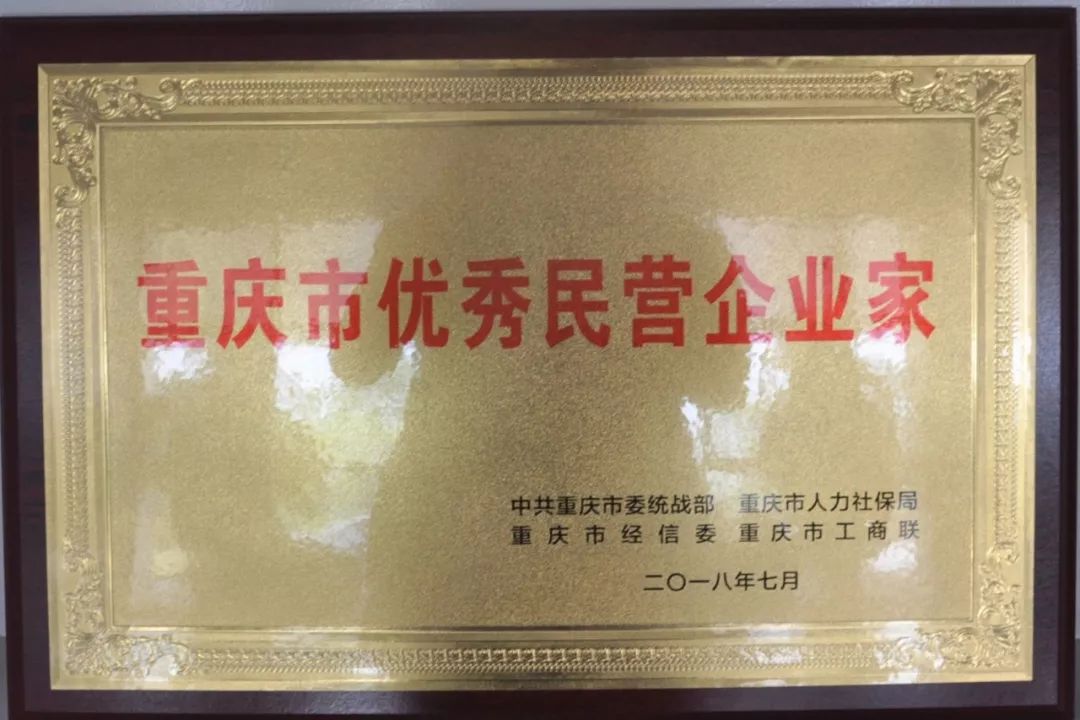 重庆市优秀民营企业家
中共重庆市委统战部 重庆市人力社保局
重庆市经信委 重庆市工商联
二〇一八年七月